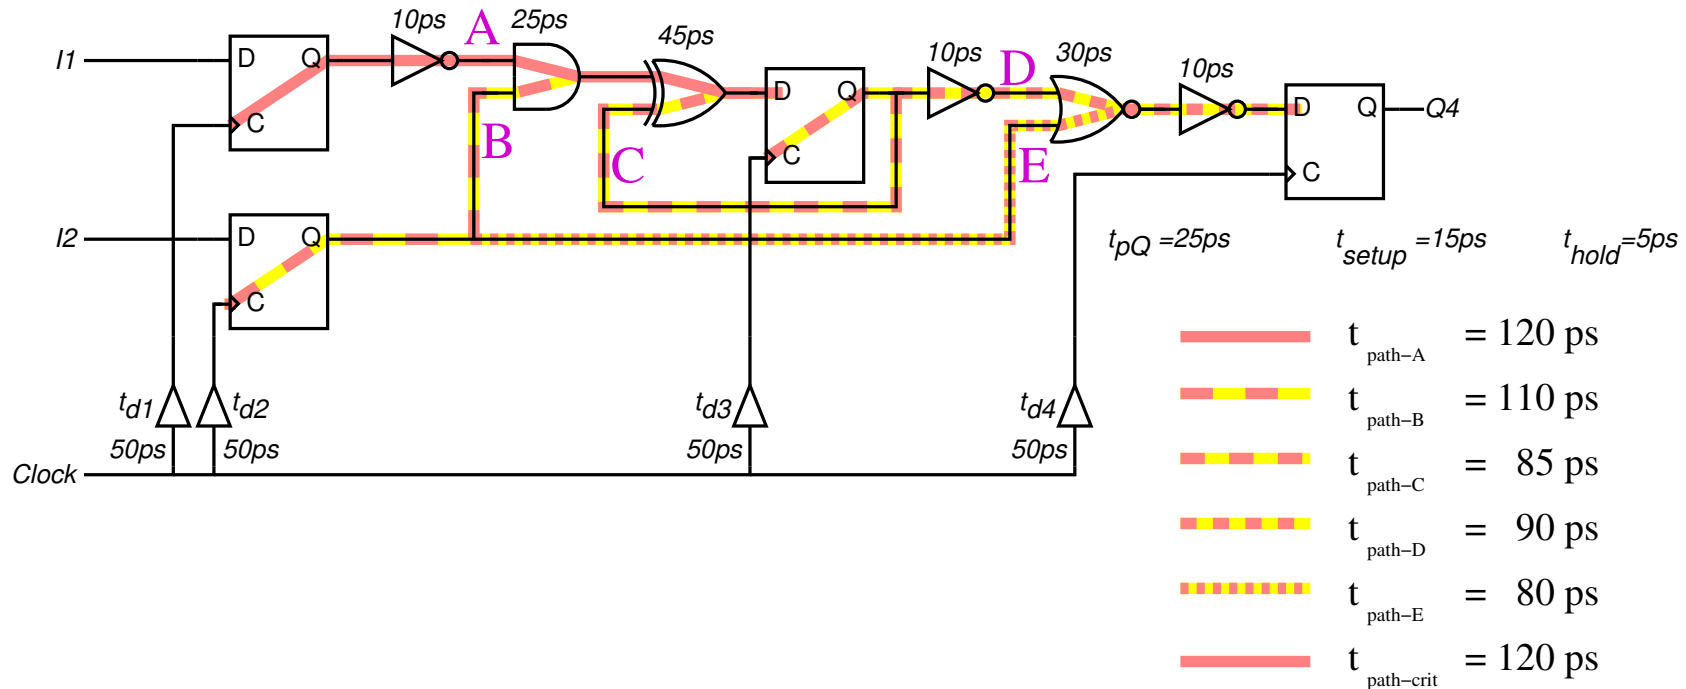 10ps
A
25ps
45ps
10ps
D
30ps
10ps
I1
D
Q
C
B
C
D
Q
C
E
D
Q
C
Q4
I2
D
Q
C
tpQ =25ps
tsetup =15ps
thold=5ps
td1
td2
td3
td4
50ps
50ps
50ps
50ps
Clock
t path−A = 120 ps
t path−B = 110 ps
t path−C = 85 ps
t path−D = 90 ps
t path−E = 80 ps
t path−crit = 120 ps